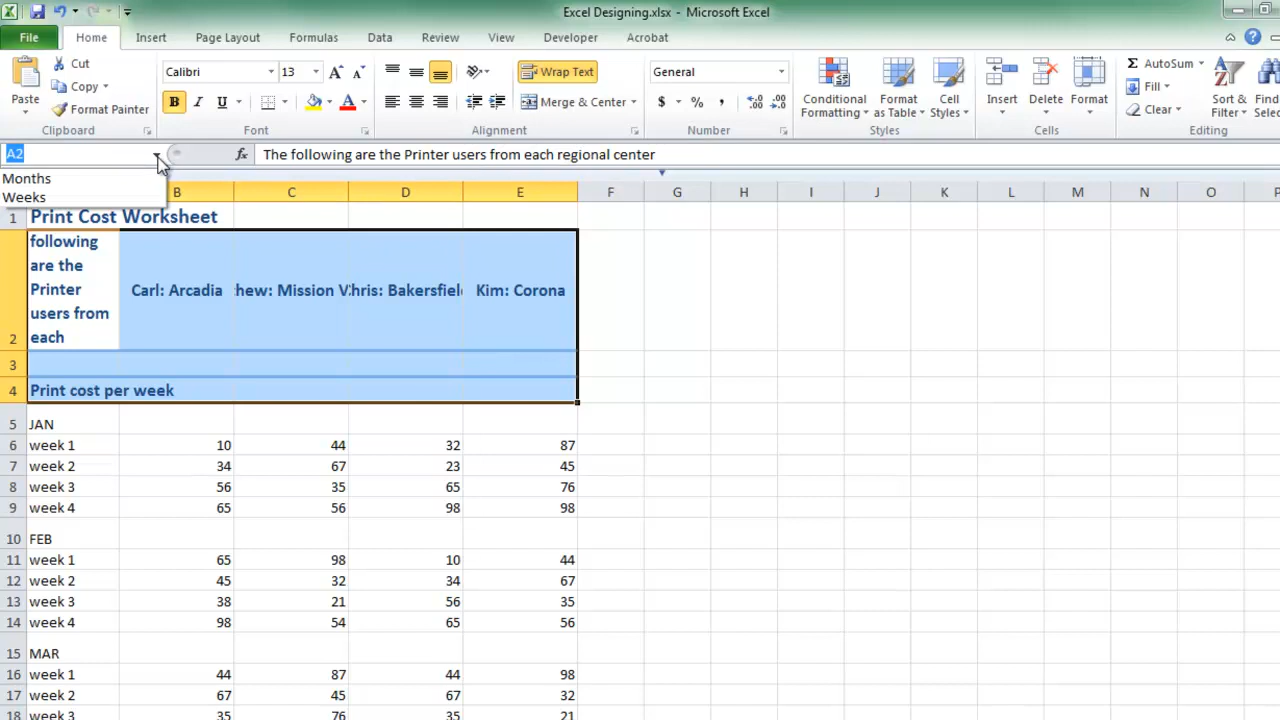 Excel Designing.xlsx - Microsoft Excel
File Home Insert Page Layout Formulas Data Review View Developer Acrobat
Paste
Cut
Copy
Format Painter
Clipboard
Calibri 13
B I U
Font
Wrap Text
Merge & Center
Alignment
General
$ % ,
Number
Conditional Formatting
Format as Table
Cell Styles
Styles
Insert Delete Format
Cells
Σ AutoSum
Fill
Clear
Sort & Filter
Editing
A2
fx The following are the Printer users from each regional center
Months
Weeks
B C D E F G H I J K L M N O P
1 Print Cost Worksheet
2 following are the Printer users from each Carl: Arcadia hew: Mission V hris: Bakersfiel Kim: Corona
3
4 Print cost per week
5 JAN
6 week 1 10 44 32 87
7 week 2 34 67 23 45
8 week 3 56 35 65 76
9 week 4 65 56 98 98
10 FEB
11 week 1 65 98 10 44
12 week 2 45 32 34 67
13 week 3 38 21 56 35
14 week 4 98 54 65 56
15 MAR
16 week 1 44 87 44 98
17 week 2 67 45 67 32
18 week 3 35 76 35 21